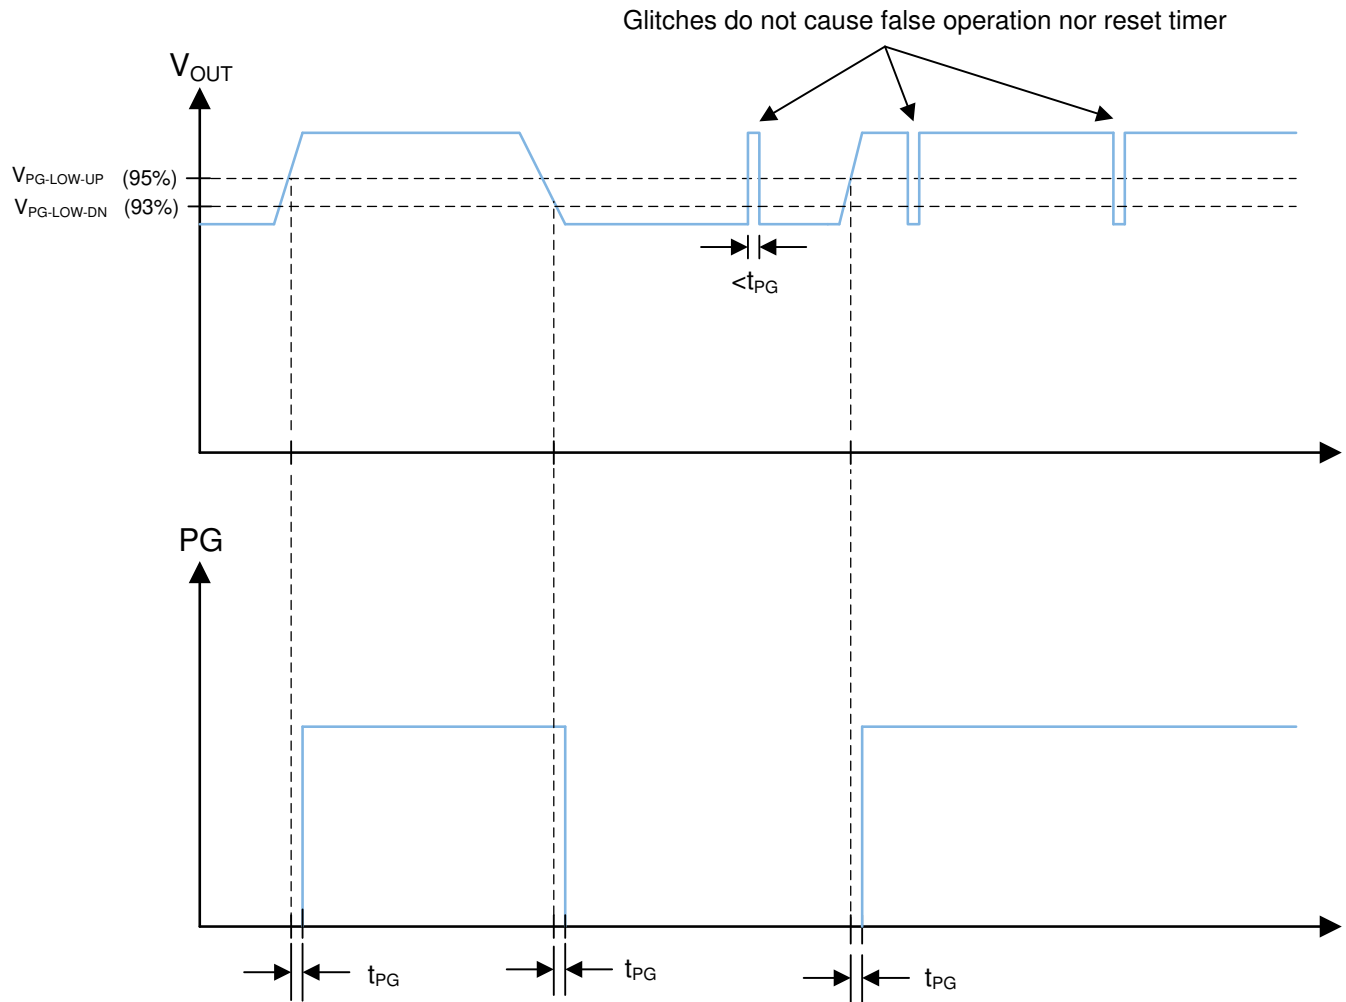 Glitches do not cause false operation nor reset timer
VOUT
VPG-LOW-UP (95%)
VPG-LOW-DN (93%)
<tPG
PG
tPG
tPG
tPG